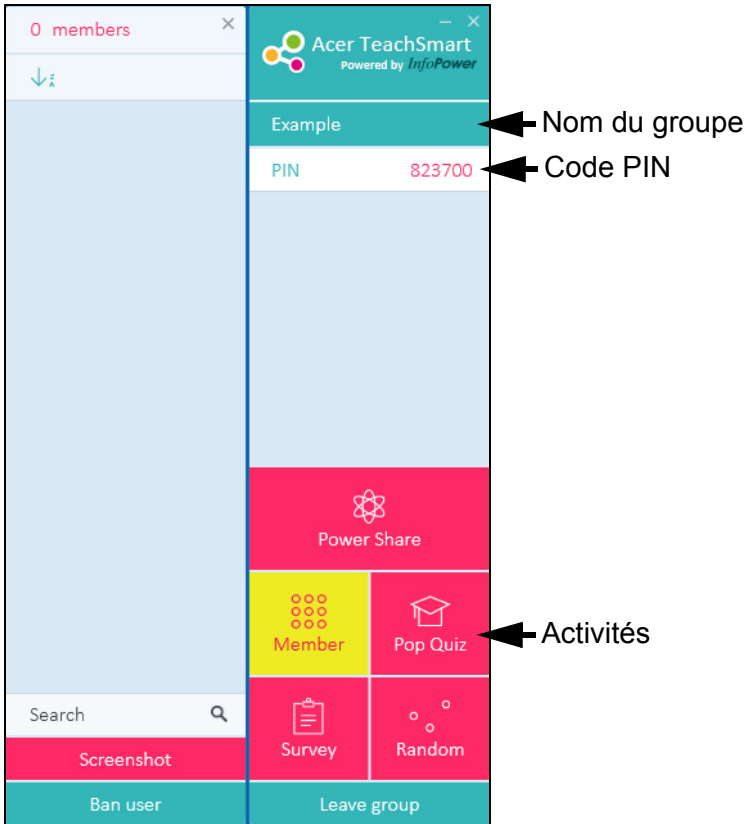 0 members
Acer TeachSmart
Powered by InfoPower
Example
Nom du groupe
PIN 823700
Code PIN
Power Share
Member
Pop Quiz
Activités
Search
Survey
Random
Screenshot
Ban user
Leave group